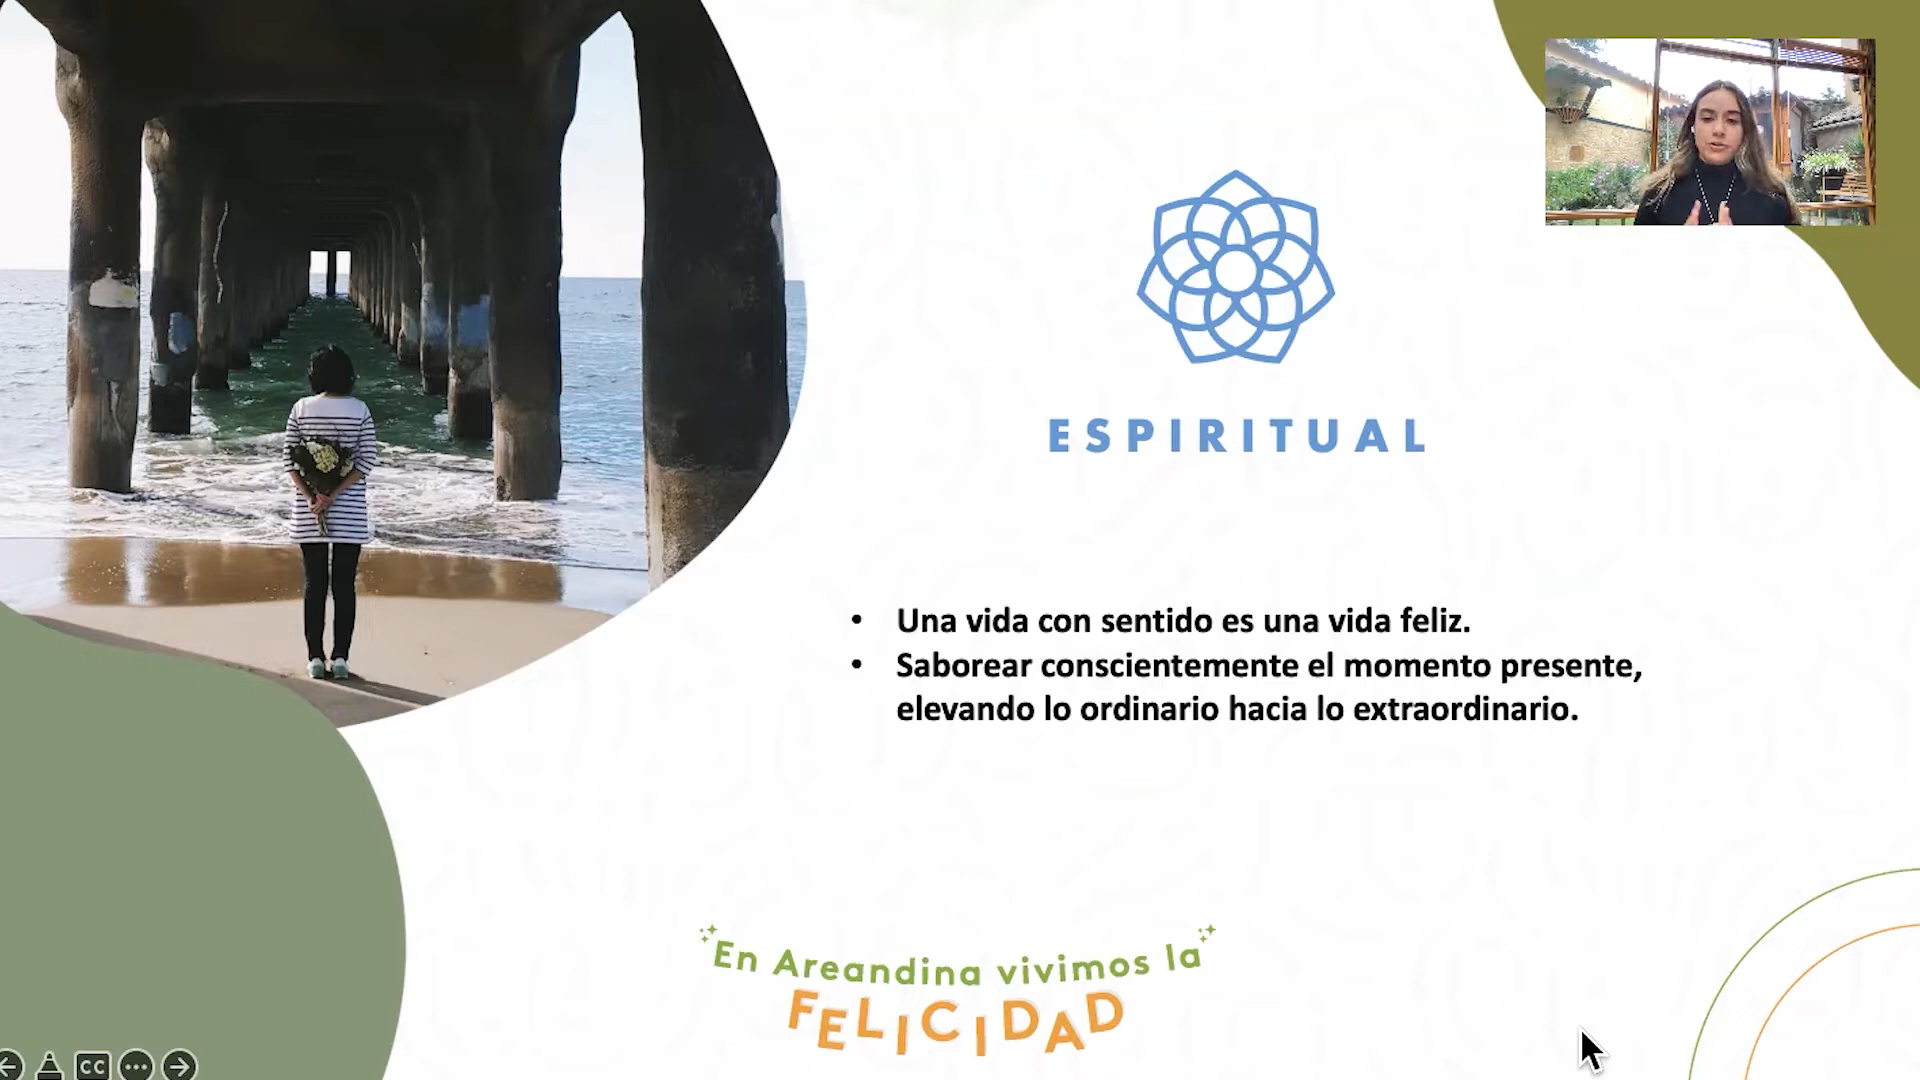 ESPIRITUAL
• Una vida con sentido es una vida feliz.
• Saborear conscientemente el momento presente,
elevando lo ordinario hacia lo extraordinario.
En Areandina vivimos la
FELICIDAD
CC